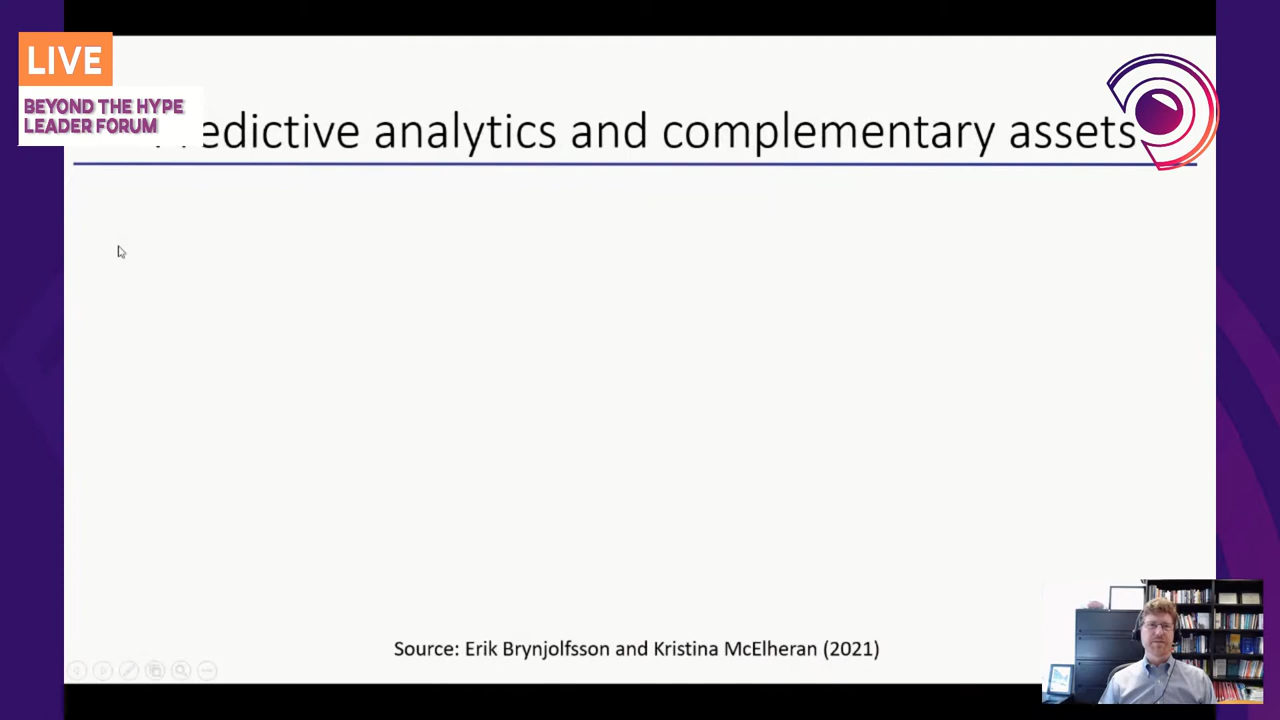 LIVE
BEYOND THE HYPE
LEADER FORUM
edictive analytics and complementary assets
Source: Erik Brynjolfsson and Kristina McElheran (2021)